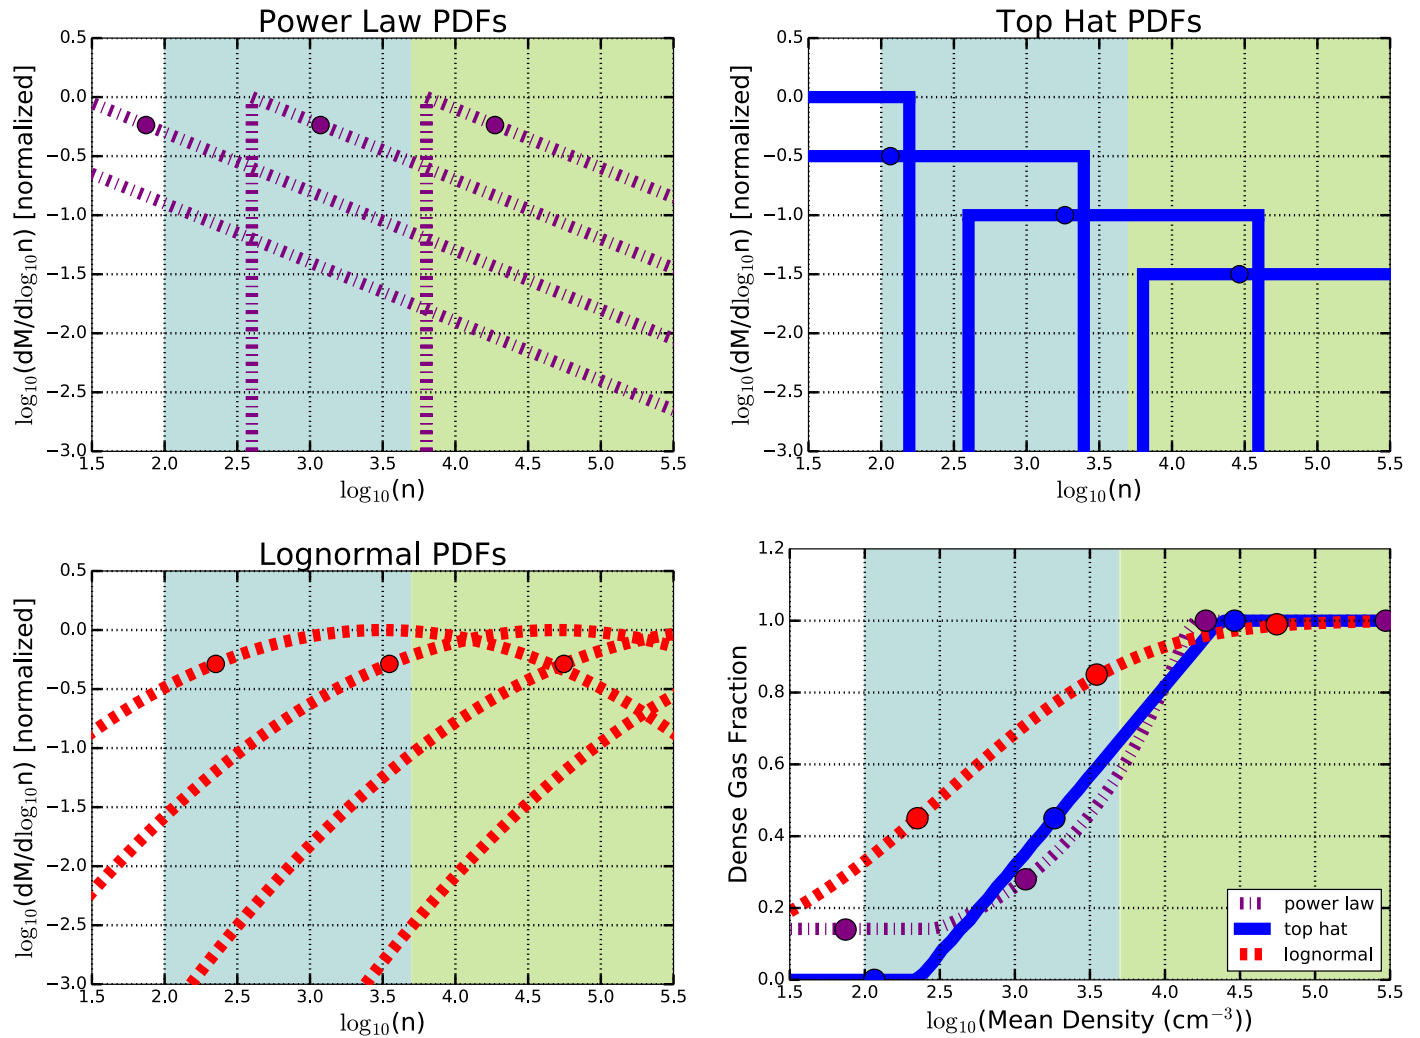 Power Law PDFs
log₁₀(dM/dlog₁₀n) [normalized]
0.5
0.0
−0.5
−1.0
−1.5
−2.0
−2.5
−3.0
1.5 2.0 2.5 3.0 3.5 4.0 4.5 5.0 5.5
log₁₀(n)
Top Hat PDFs
log₁₀(dM/dlog₁₀n) [normalized]
0.5
0.0
−0.5
−1.0
−1.5
−2.0
−2.5
−3.0
1.5 2.0 2.5 3.0 3.5 4.0 4.5 5.0 5.5
log₁₀(n)
Lognormal PDFs
log₁₀(dM/dlog₁₀n) [normalized]
0.5
0.0
−0.5
−1.0
−1.5
−2.0
−2.5
−3.0
1.5 2.0 2.5 3.0 3.5 4.0 4.5 5.0 5.5
log₁₀(n)
Dense Gas Fraction
1.2
1.0
0.8
0.6
0.4
0.2
0.0
power law
top hat
lognormal
1.5 2.0 2.5 3.0 3.5 4.0 4.5 5.0 5.5
log₁₀(Mean Density (cm⁻³))